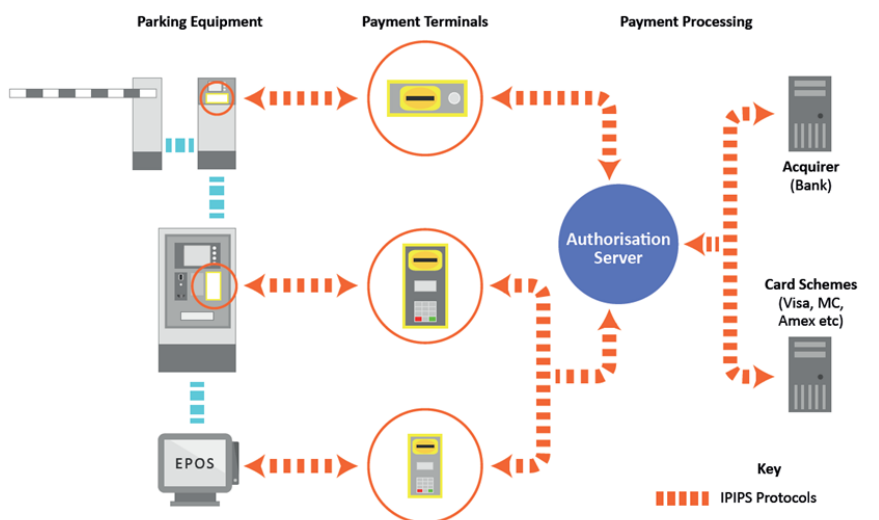 Parking Equipment
Payment Terminals
Payment Processing
Acquirer
(Bank)
Authorisation
Server
Card Schemes
(Visa, MC,
Amex etc)
EPOS
Key
IPIPS Protocols